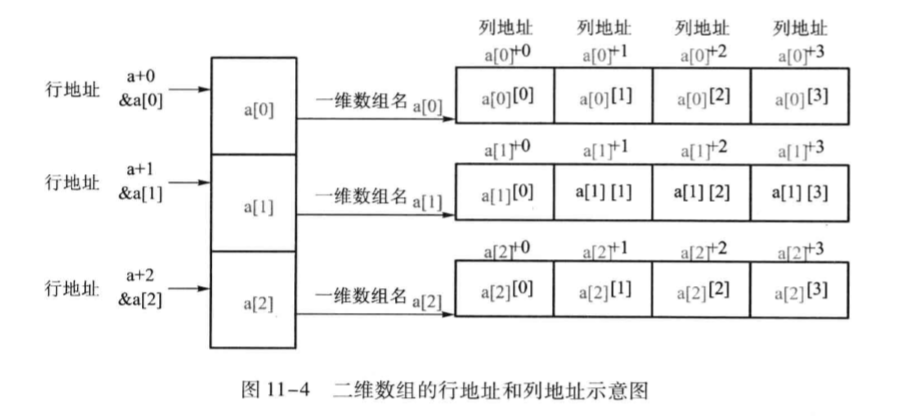 列地址 列地址 列地址 列地址
a[0]+0 a[0]+1 a[0]+2 a[0]+3
行地址 a+0
&a[0]
a[0] 一维数组名 a[0] a[0][0] a[0][1] a[0][2] a[0][3]
a[1]+0 a[1]+1 a[1]+2 a[1]+3
行地址 a+1
&a[1]
a[1] 一维数组名 a[1] a[1][0] a[1][1] a[1][2] a[1][3]
a[2]+0 a[2]+1 a[2]+2 a[2]+3
行地址 a+2
&a[2]
a[2] 一维数组名 a[2] a[2][0] a[2][1] a[2][2] a[2][3]
图 11-4 二维数组的行地址和列地址示意图